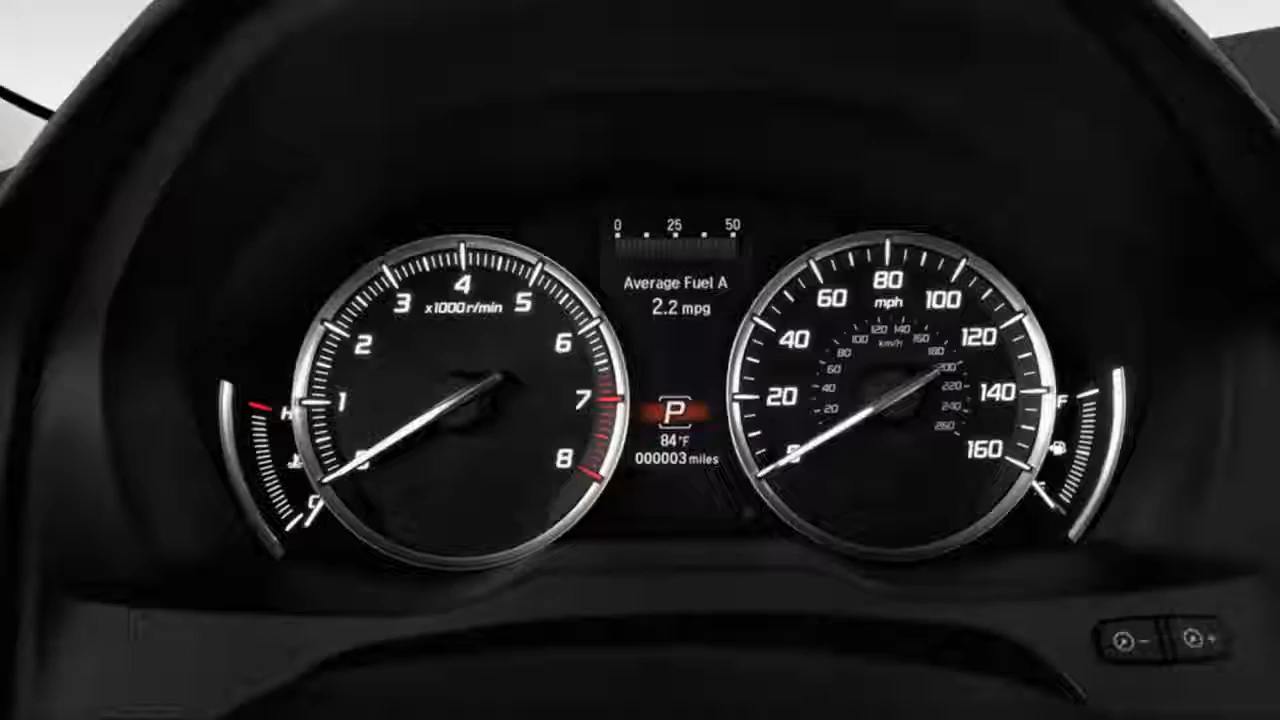 0 25 50
Average Fuel A
2.2 mpg
P
84°F
000003 miles
1 2 3 4 5 6 7 8
x1000r/min
H
C
0 20 40 60 80 100 120 140 160
mph
20 40 60 80 100 120 140 160 180 200 220 240 260
km/h
F
- +